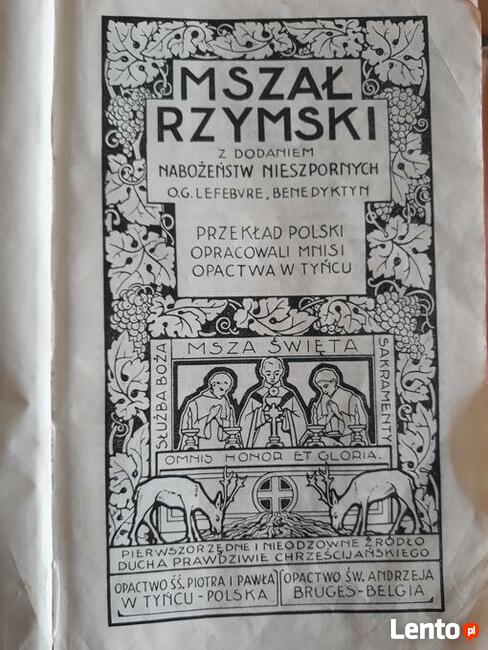 MSZAŁ
RZYMSKI
Z DODANIEM
NABOŻEŃSTW NIESZPORNYCH
O.G. LEFEBVRE, BENEDYKTYN
PRZEKŁAD POLSKI
OPRACOWALI MNISI
OPACTWA W TYŃCU
MSZA ŚWIĘTA
SŁUŻBA BOŻA
SAKRAMENTY
OMNIS HONOR ET GLORIA.
PIERWSZORZĘDNE I NIEODZOWNE ŹRÓDŁO
DUCHA PRAWDZIWIE CHRZEŚCIJAŃSKIEGO
OPACTWO ŚŚ. PIOTRA I PAWŁA
W TYŃCU - POLSKA
OPACTWO ŚW. ANDRZEJA
BRUGES - BELGIA
Lento.pl